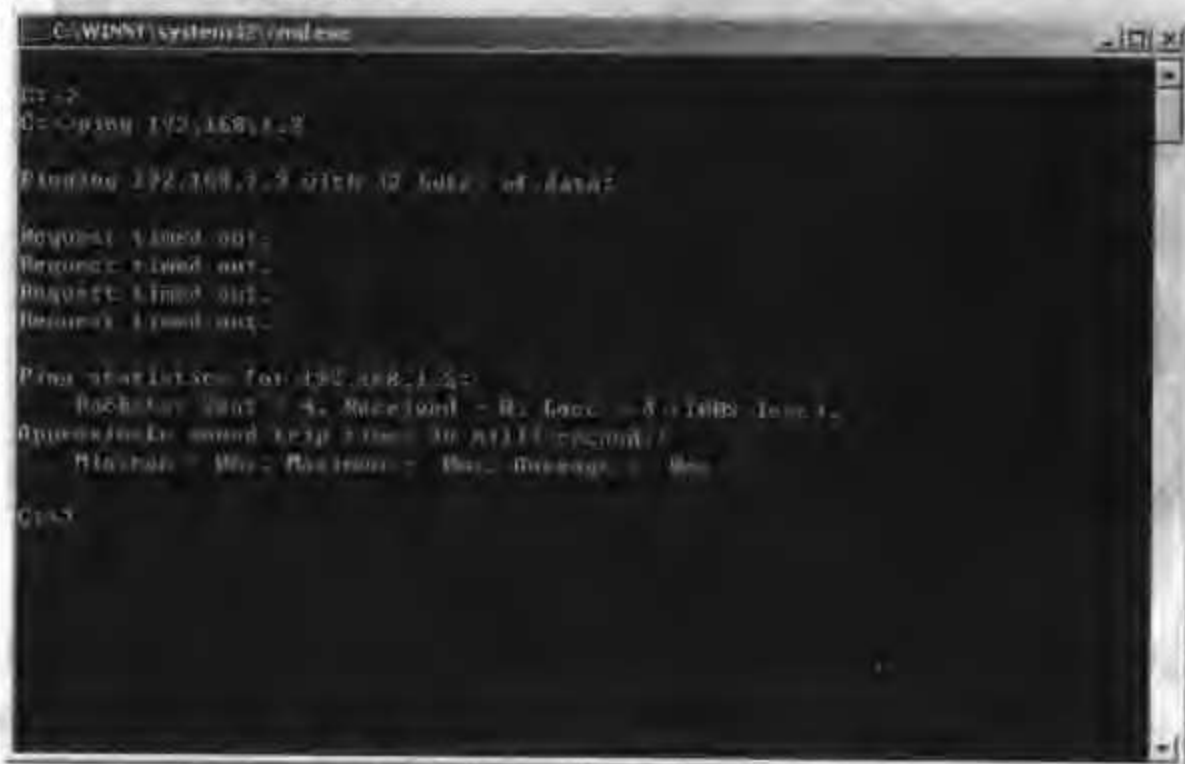 C:\WINNT\system32\cmd.exe
C:\>
C:\>ping 192.168.1.
Pinging 192.168.1. with 32 bytes of data:
Request timed out.
Request timed out.
Request timed out.
Request timed out.
Ping statistics for 192.168.1.
Packets: Sent = 4, Received = 0, Lost = 4 (100% loss),
Approximate round trip times in milli-seconds:
Minimum = 0ms, Maximum = 0ms, Average = 0ms
C:\>